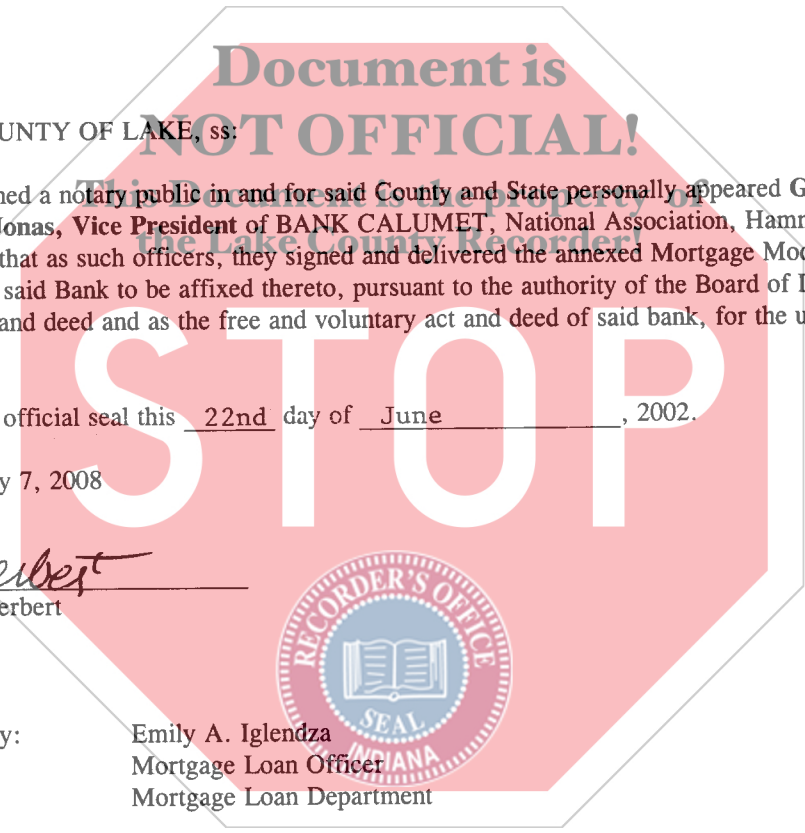 Document is
NOT OFFICIAL!
UNTY OF LAKE, ss:
This Document is the property of
ned a notary public in and for said County and State personally appeared G
the Lake County Recorder!
Jonas, Vice President of BANK CALUMET, National Association, Hamm
that as such officers, they signed and delivered the annexed Mortgage Mod
said Bank to be affixed thereto, pursuant to the authority of the Board of D
and deed and as the free and voluntary act and deed of said bank, for the u
STOP
official seal this 22nd day of June, 2002.
y 7, 2008
erbert
erbert
RECORDER'S OFFICE
SEAL
INDIANA
y: Emily A. Iglendza
Mortgage Loan Officer
Mortgage Loan Department